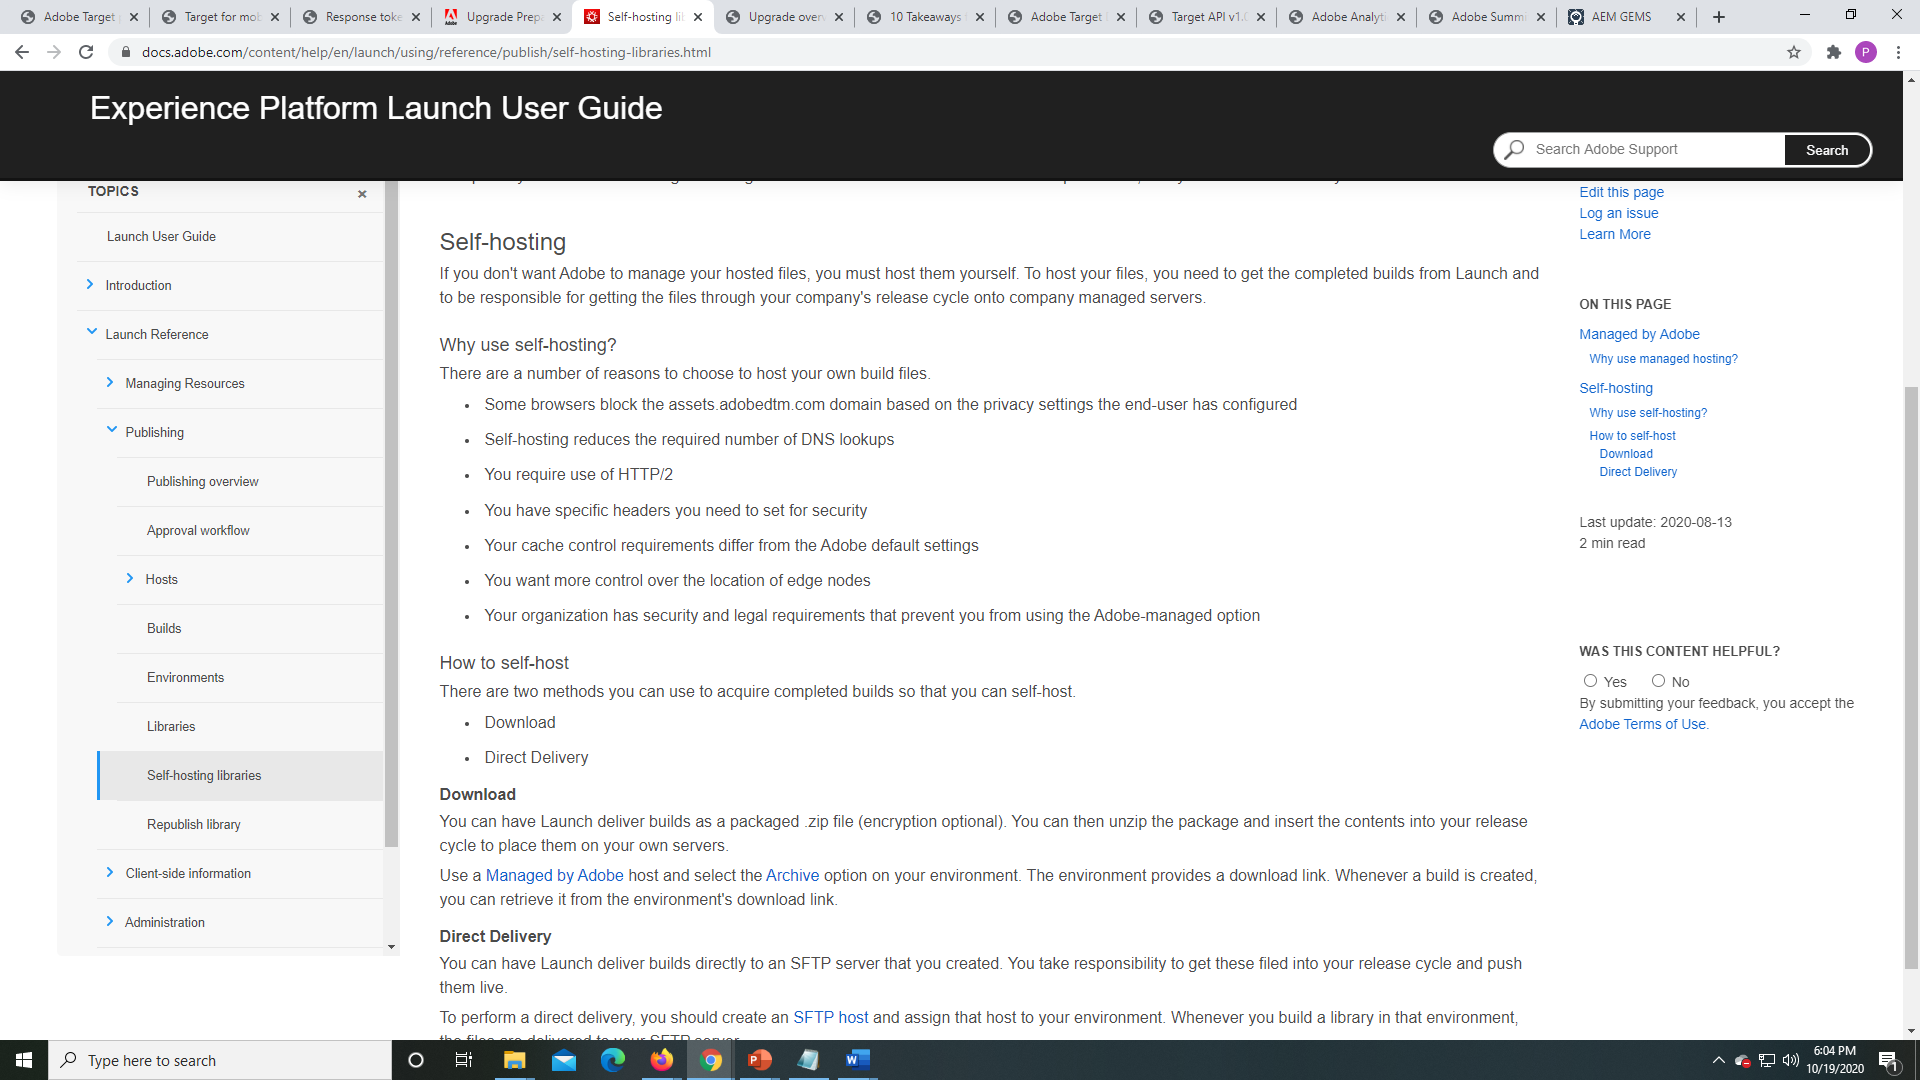 Adobe Target
Target for mob
Response toke
Upgrade Prepa
Self-hosting li
Upgrade over
10 Takeaways
Adobe Target
Target API v1.
Adobe Analyti
Adobe Summi
AEM GEMS
docs.adobe.com/content/help/en/launch/using/reference/publish/self-hosting-libraries.html
P
Experience Platform Launch User Guide
Search Adobe Support
Search
TOPICS
Launch User Guide
Introduction
Launch Reference
Managing Resources
Publishing
Publishing overview
Approval workflow
Hosts
Builds
Environments
Libraries
Self-hosting libraries
Republish library
Client-side information
Administration
Self-hosting
If you don't want Adobe to manage your hosted files, you must host them yourself. To host your files, you need to get the completed builds from Launch and
to be responsible for getting the files through your company's release cycle onto company managed servers.
Why use self-hosting?
There are a number of reasons to choose to host your own build files.
• Some browsers block the assets.adobedtm.com domain based on the privacy settings the end-user has configured
• Self-hosting reduces the required number of DNS lookups
• You require use of HTTP/2
• You have specific headers you need to set for security
• Your cache control requirements differ from the Adobe default settings
• You want more control over the location of edge nodes
• Your organization has security and legal requirements that prevent you from using the Adobe-managed option
How to self-host
There are two methods you can use to acquire completed builds so that you can self-host.
• Download
• Direct Delivery
Download
You can have Launch deliver builds as a packaged .zip file (encryption optional). You can then unzip the package and insert the contents into your release
cycle to place them on your own servers.
Use a Managed by Adobe host and select the Archive option on your environment. The environment provides a download link. Whenever a build is created,
you can retrieve it from the environment's download link.
Direct Delivery
You can have Launch deliver builds directly to an SFTP server that you created. You take responsibility to get these filed into your release cycle and push
them live.
To perform a direct delivery, you should create an SFTP host and assign that host to your environment. Whenever you build a library in that environment,
the files are delivered to your SFTP server.
Edit this page
Log an issue
Learn More
ON THIS PAGE
Managed by Adobe
Why use managed hosting?
Self-hosting
Why use self-hosting?
How to self-host
Download
Direct Delivery
Last update: 2020-08-13
2 min read
WAS THIS CONTENT HELPFUL?
Yes No
By submitting your feedback, you accept the
Adobe Terms of Use.
Type here to search
6:04 PM
10/19/2020
1